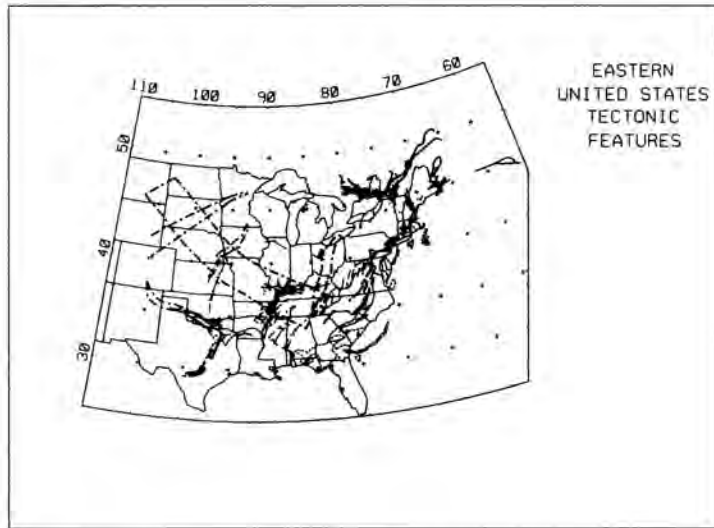 EASTERN
UNITED STATES
TECTONIC
FEATURES
110 100 90 80 70 60
50
40
30